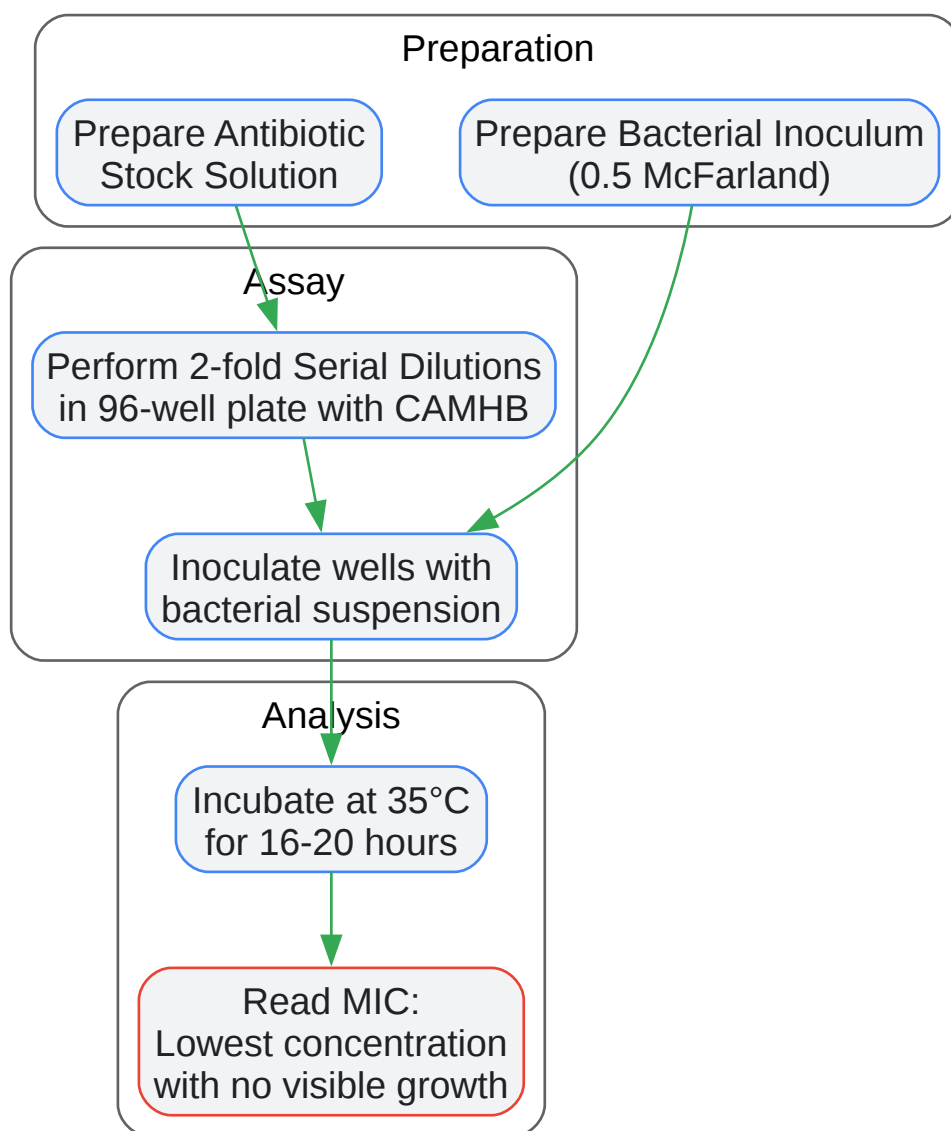 Preparation
Prepare Antibiotic
Stock Solution
Prepare Bacterial Inoculum
(0.5 McFarland)
Assay
Perform 2-fold Serial Dilutions
in 96-well plate with CAMHB
Inoculate wells with
bacterial suspension
Analysis
Incubate at 35°C
for 16-20 hours
Read MIC:
Lowest concentration
with no visible growth